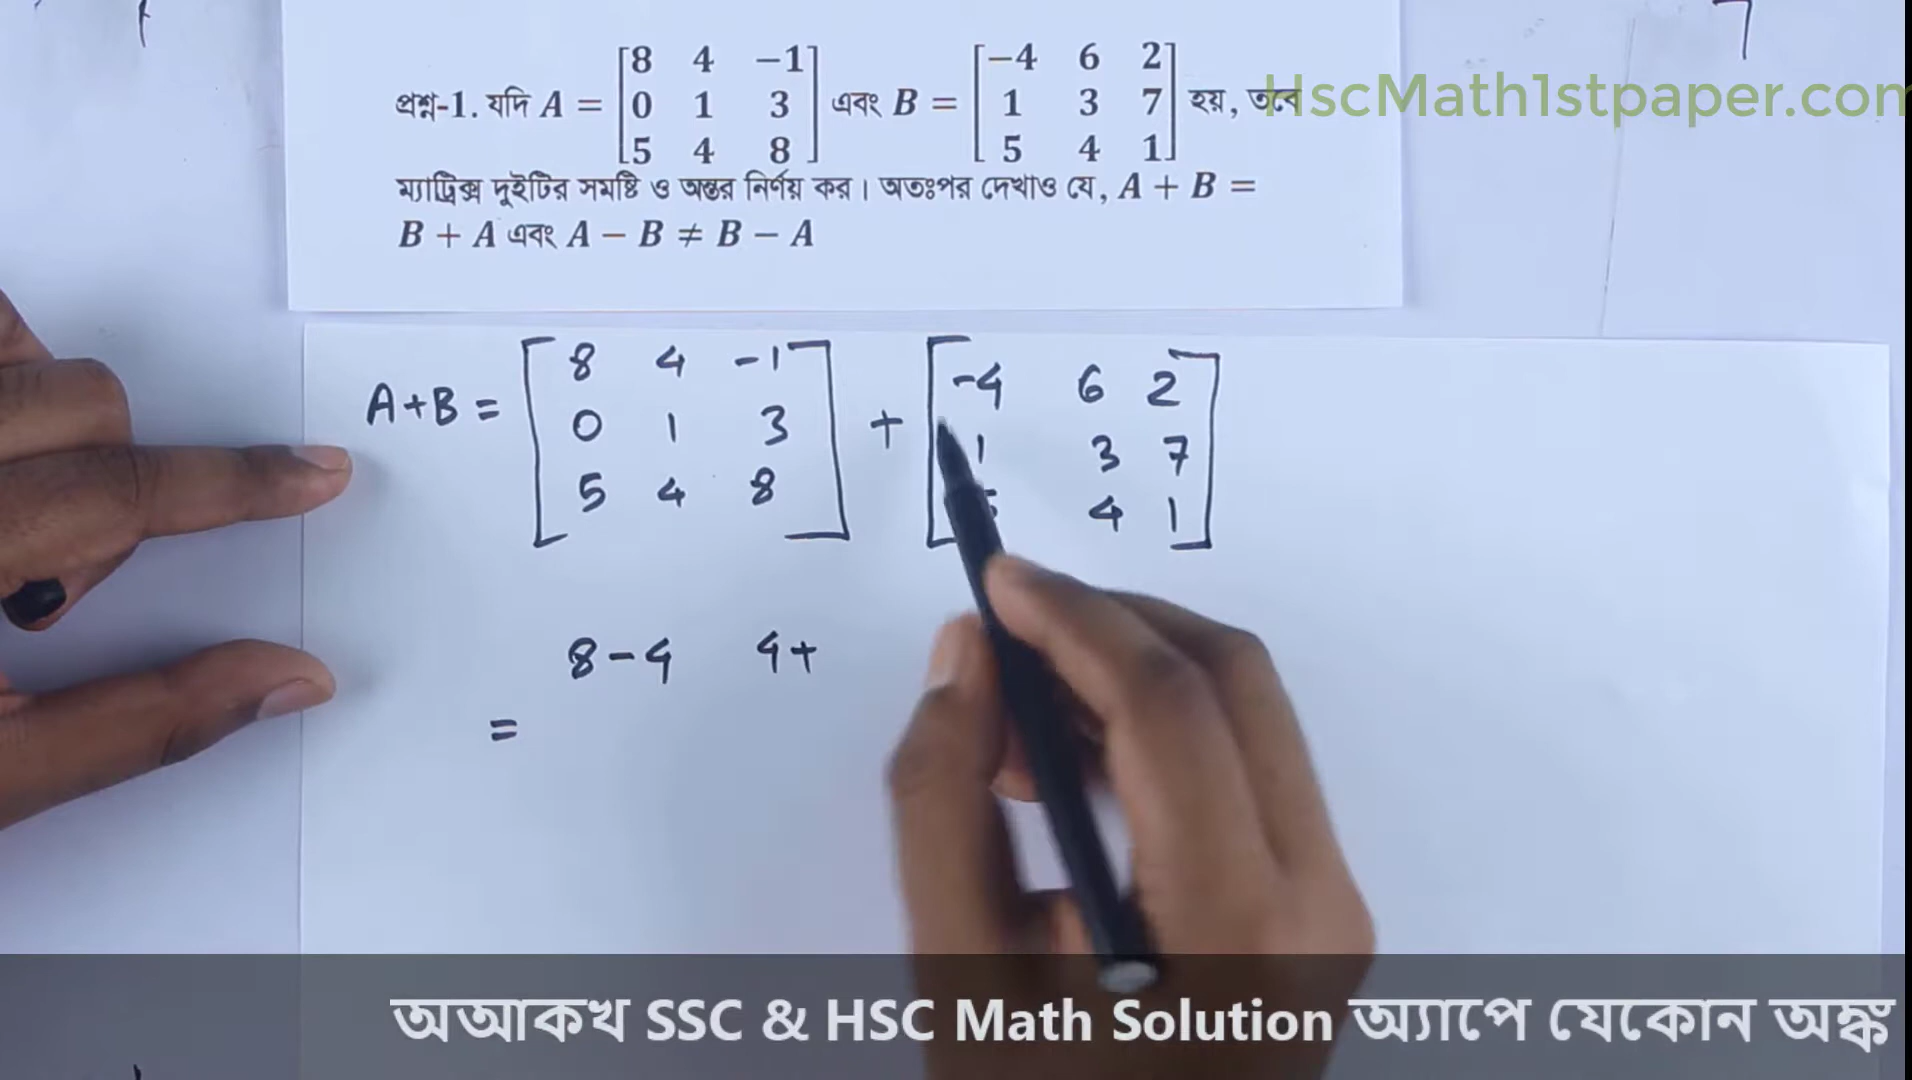 প্রশ্ন-1. যদি A = [8 4 −1 এবং B = [−4 6 2 হয়, তবে
0 1 3 1 3 7
5 4 8] 5 4 1]
ম্যাট্রিক্স দুইটির সমষ্টি ও অন্তর নির্ণয় কর। অতঃপর দেখাও যে, A + B =
B + A এবং A − B ≠ B − A
HscMath1stpaper.com
A+B = [8 4 -1 + [-4 6 2
0 1 3 1 3 7
5 4 8] 4 1]
= 8-4 4+
অআকখ SSC & HSC Math Solution অ্যাপে যেকোন অঙ্ক